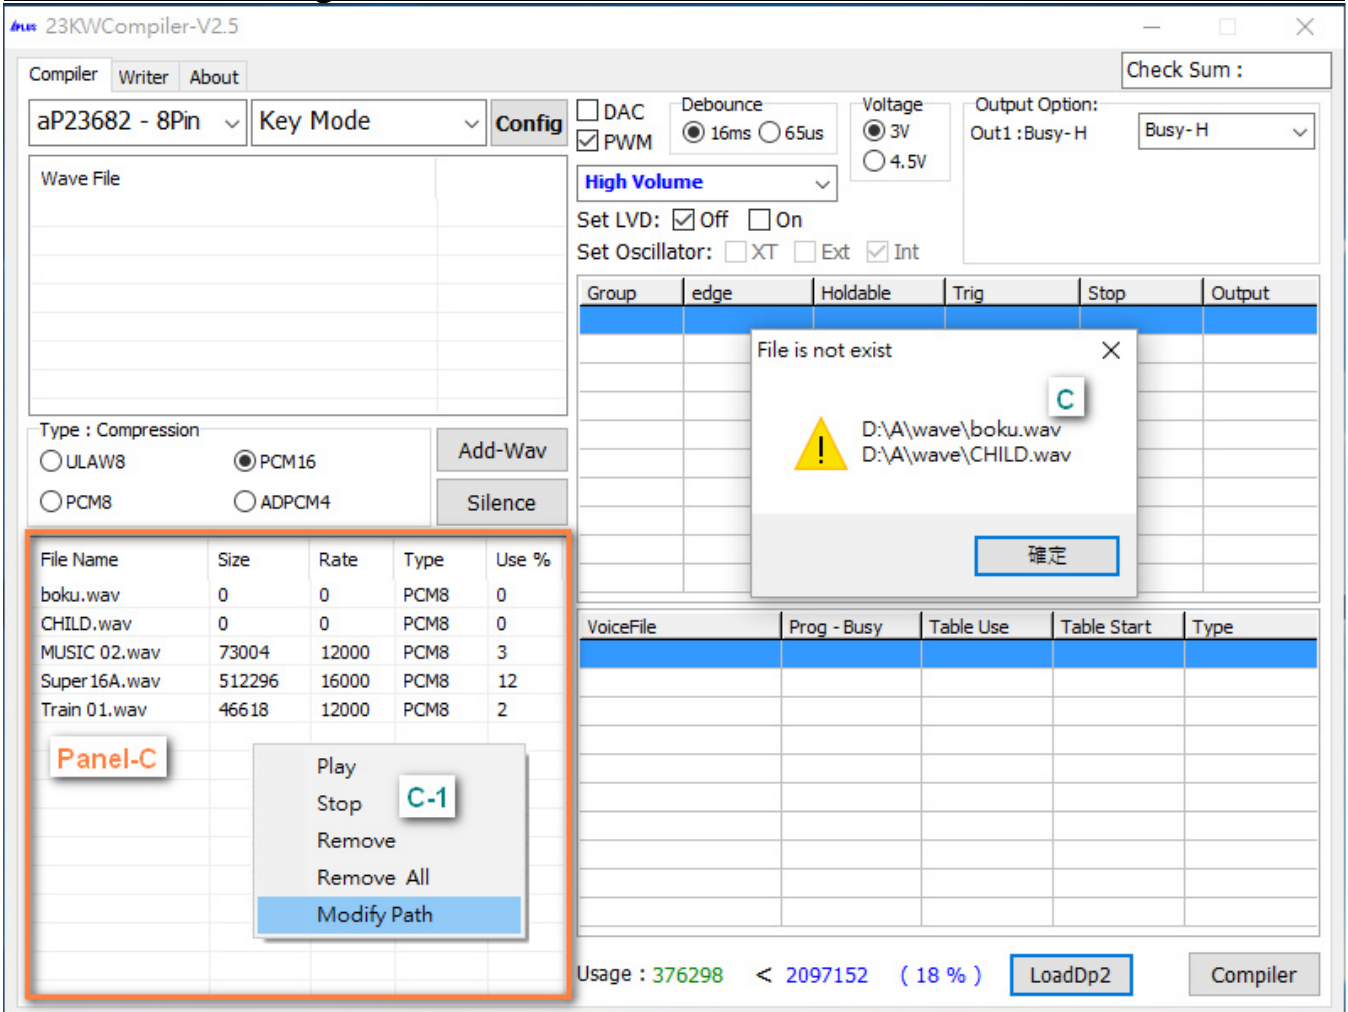 APLUS 23KWCompiler-V2.5
Compiler Writer About
Check Sum :
aP23682 - 8Pin Key Mode Config
Wave File
DAC
PWM
Debounce
16ms 65us
Voltage
3V
4.5V
Output Option:
Out1 :Busy-H Busy-H
High Volume
Set LVD: Off On
Set Oscillator: XT Ext Int
Group edge Holdable Trig Stop Output
File is not exist
C
D:\A\wave\boku.wav
D:\A\wave\CHILD.wav
確定
Type : Compression
ULAW8 PCM16
PCM8 ADPCM4
Add-Wav
Silence
File Name Size Rate Type Use %
boku.wav 0 0 PCM8 0
CHILD.wav 0 0 PCM8 0
MUSIC 02.wav 73004 12000 PCM8 3
Super16A.wav 512296 16000 PCM8 12
Train 01.wav 46618 12000 PCM8 2
Panel-C
Play
Stop
C-1
Remove
Remove All
Modify Path
VoiceFile Prog - Busy Table Use Table Start Type
Usage : 376298 < 2097152 ( 18 % ) LoadDp2 Compiler